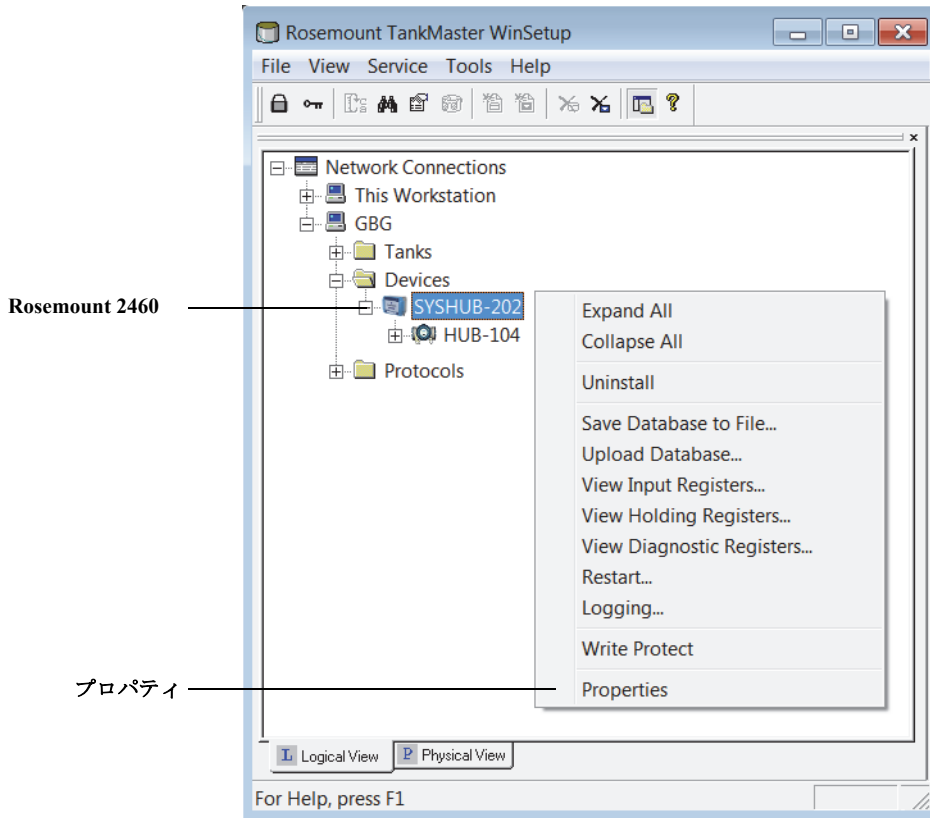 Rosemount TankMaster WinSetup
File View Service Tools Help
Network Connections
This Workstation
GBG
Tanks
Devices
Rosemount 2460
SYSHUB-202
HUB-104
Protocols
Expand All
Collapse All
Uninstall
Save Database to File...
Upload Database...
View Input Registers...
View Holding Registers...
View Diagnostic Registers...
Restart...
Logging...
Write Protect
プロパティ
Properties
L Logical View P Physical View
For Help, press F1